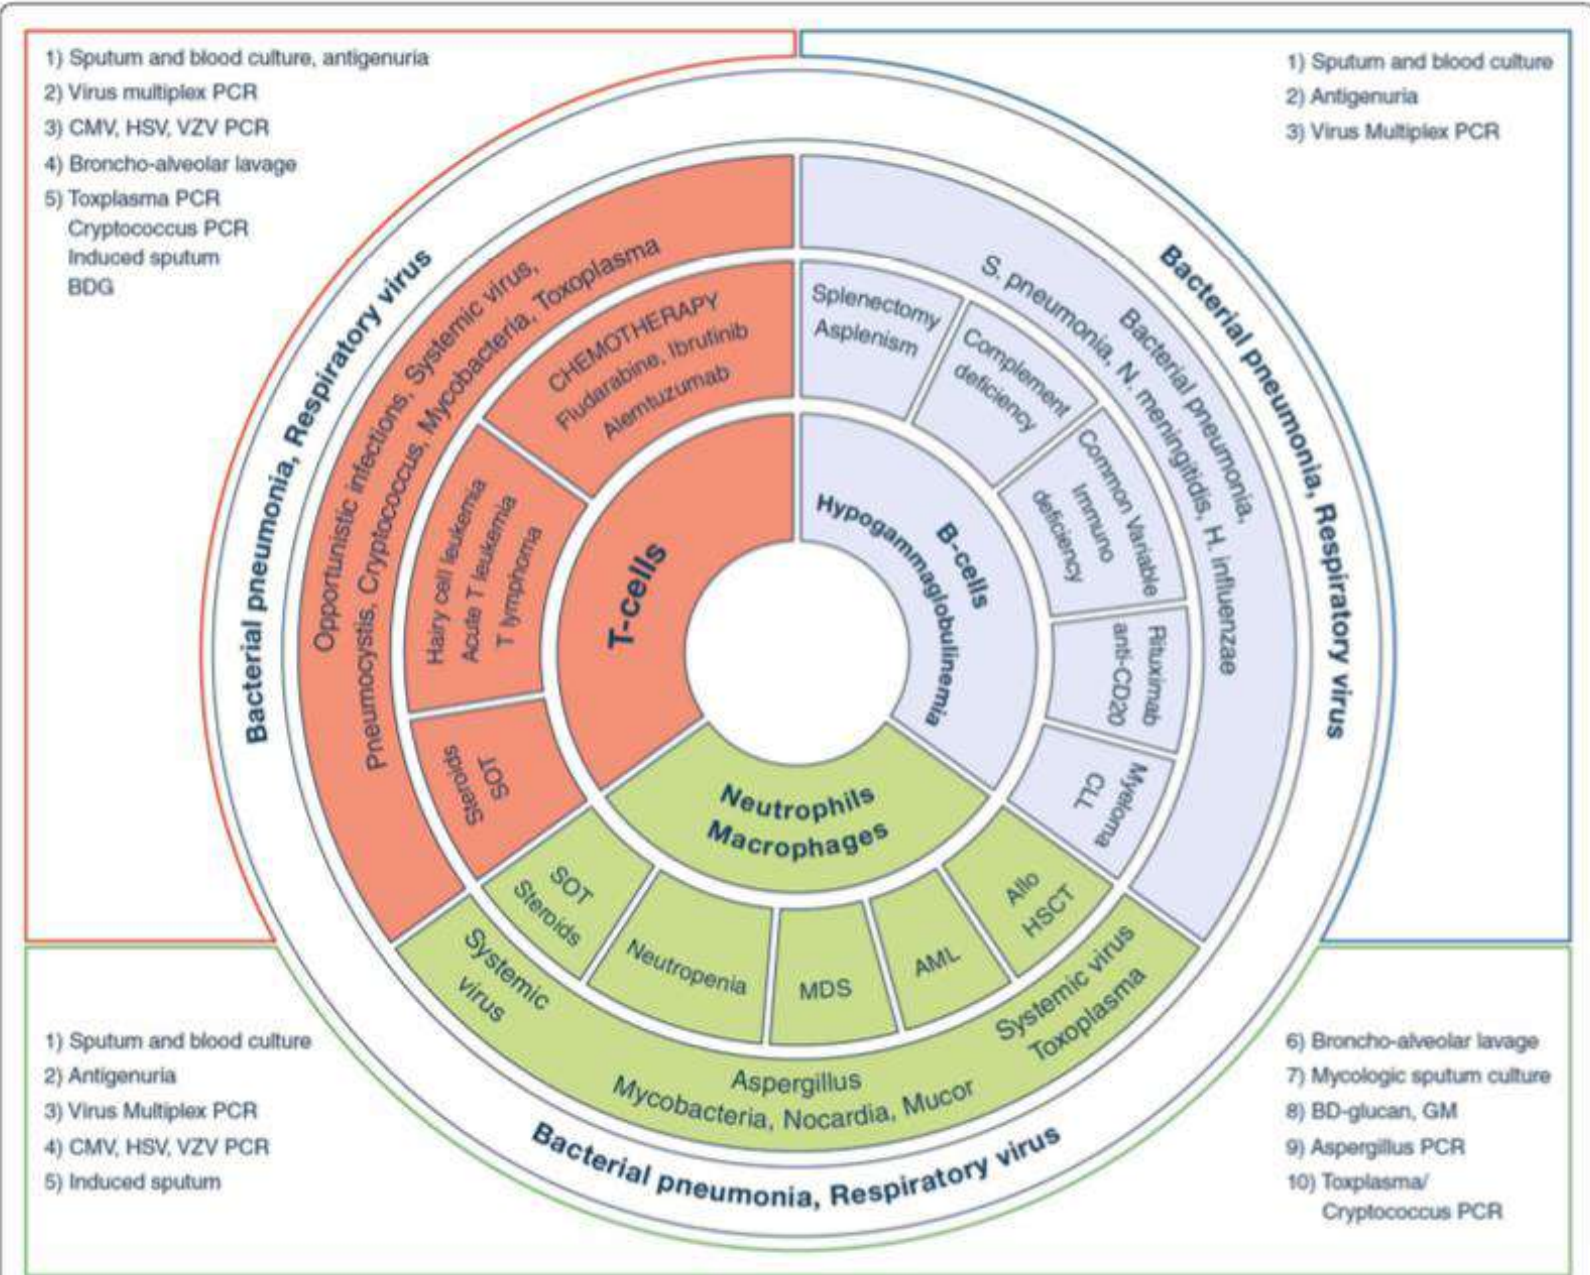 1) Sputum and blood culture, antigenuria
2) Virus multiplex PCR
3) CMV, HSV, VZV PCR
4) Broncho-alveolar lavage
5) Toxplasma PCR
Cryptococcus PCR
Induced sputum
BDG
1) Sputum and blood culture
2) Antigenuria
3) Virus Multiplex PCR
Bacterial pneumonia, Respiratory virus
Opportunistic infections, Systemic virus,
Pneumocystis, Cryptococcus, Mycobacteria, Toxoplasma
CHEMOTHERAPY
Fludarabine, Ibrutinib
Alemtuzumab
Hairy cell leukemia
Acute T leukemia
T lymphoma
SOT
Steroids
T-cells
Bacterial pneumonia, Respiratory virus
Bacterial pneumonia,
S. pneumonia, N. meningitidis, H. influenzae
Splenectomy
Asplenism
Complement
deficiency
Common Variable
Immuno
deficiency
Rituximab
anti-CD20
Myeloma
CLL
B-cells
Hypogammaglobulinemia
Neutrophils
Macrophages
SOT
Steroids
Neutropenia
MDS
AML
Allo
HSCT
Systemic
virus
Aspergillus
Mycobacteria, Nocardia, Mucor
Systemic virus
Toxoplasma
Bacterial pneumonia, Respiratory virus
1) Sputum and blood culture
2) Antigenuria
3) Virus Multiplex PCR
4) CMV, HSV, VZV PCR
5) Induced sputum
6) Broncho-alveolar lavage
7) Mycologic sputum culture
8) BD-glucan, GM
9) Aspergillus PCR
10) Toxplasma/
Cryptococcus PCR